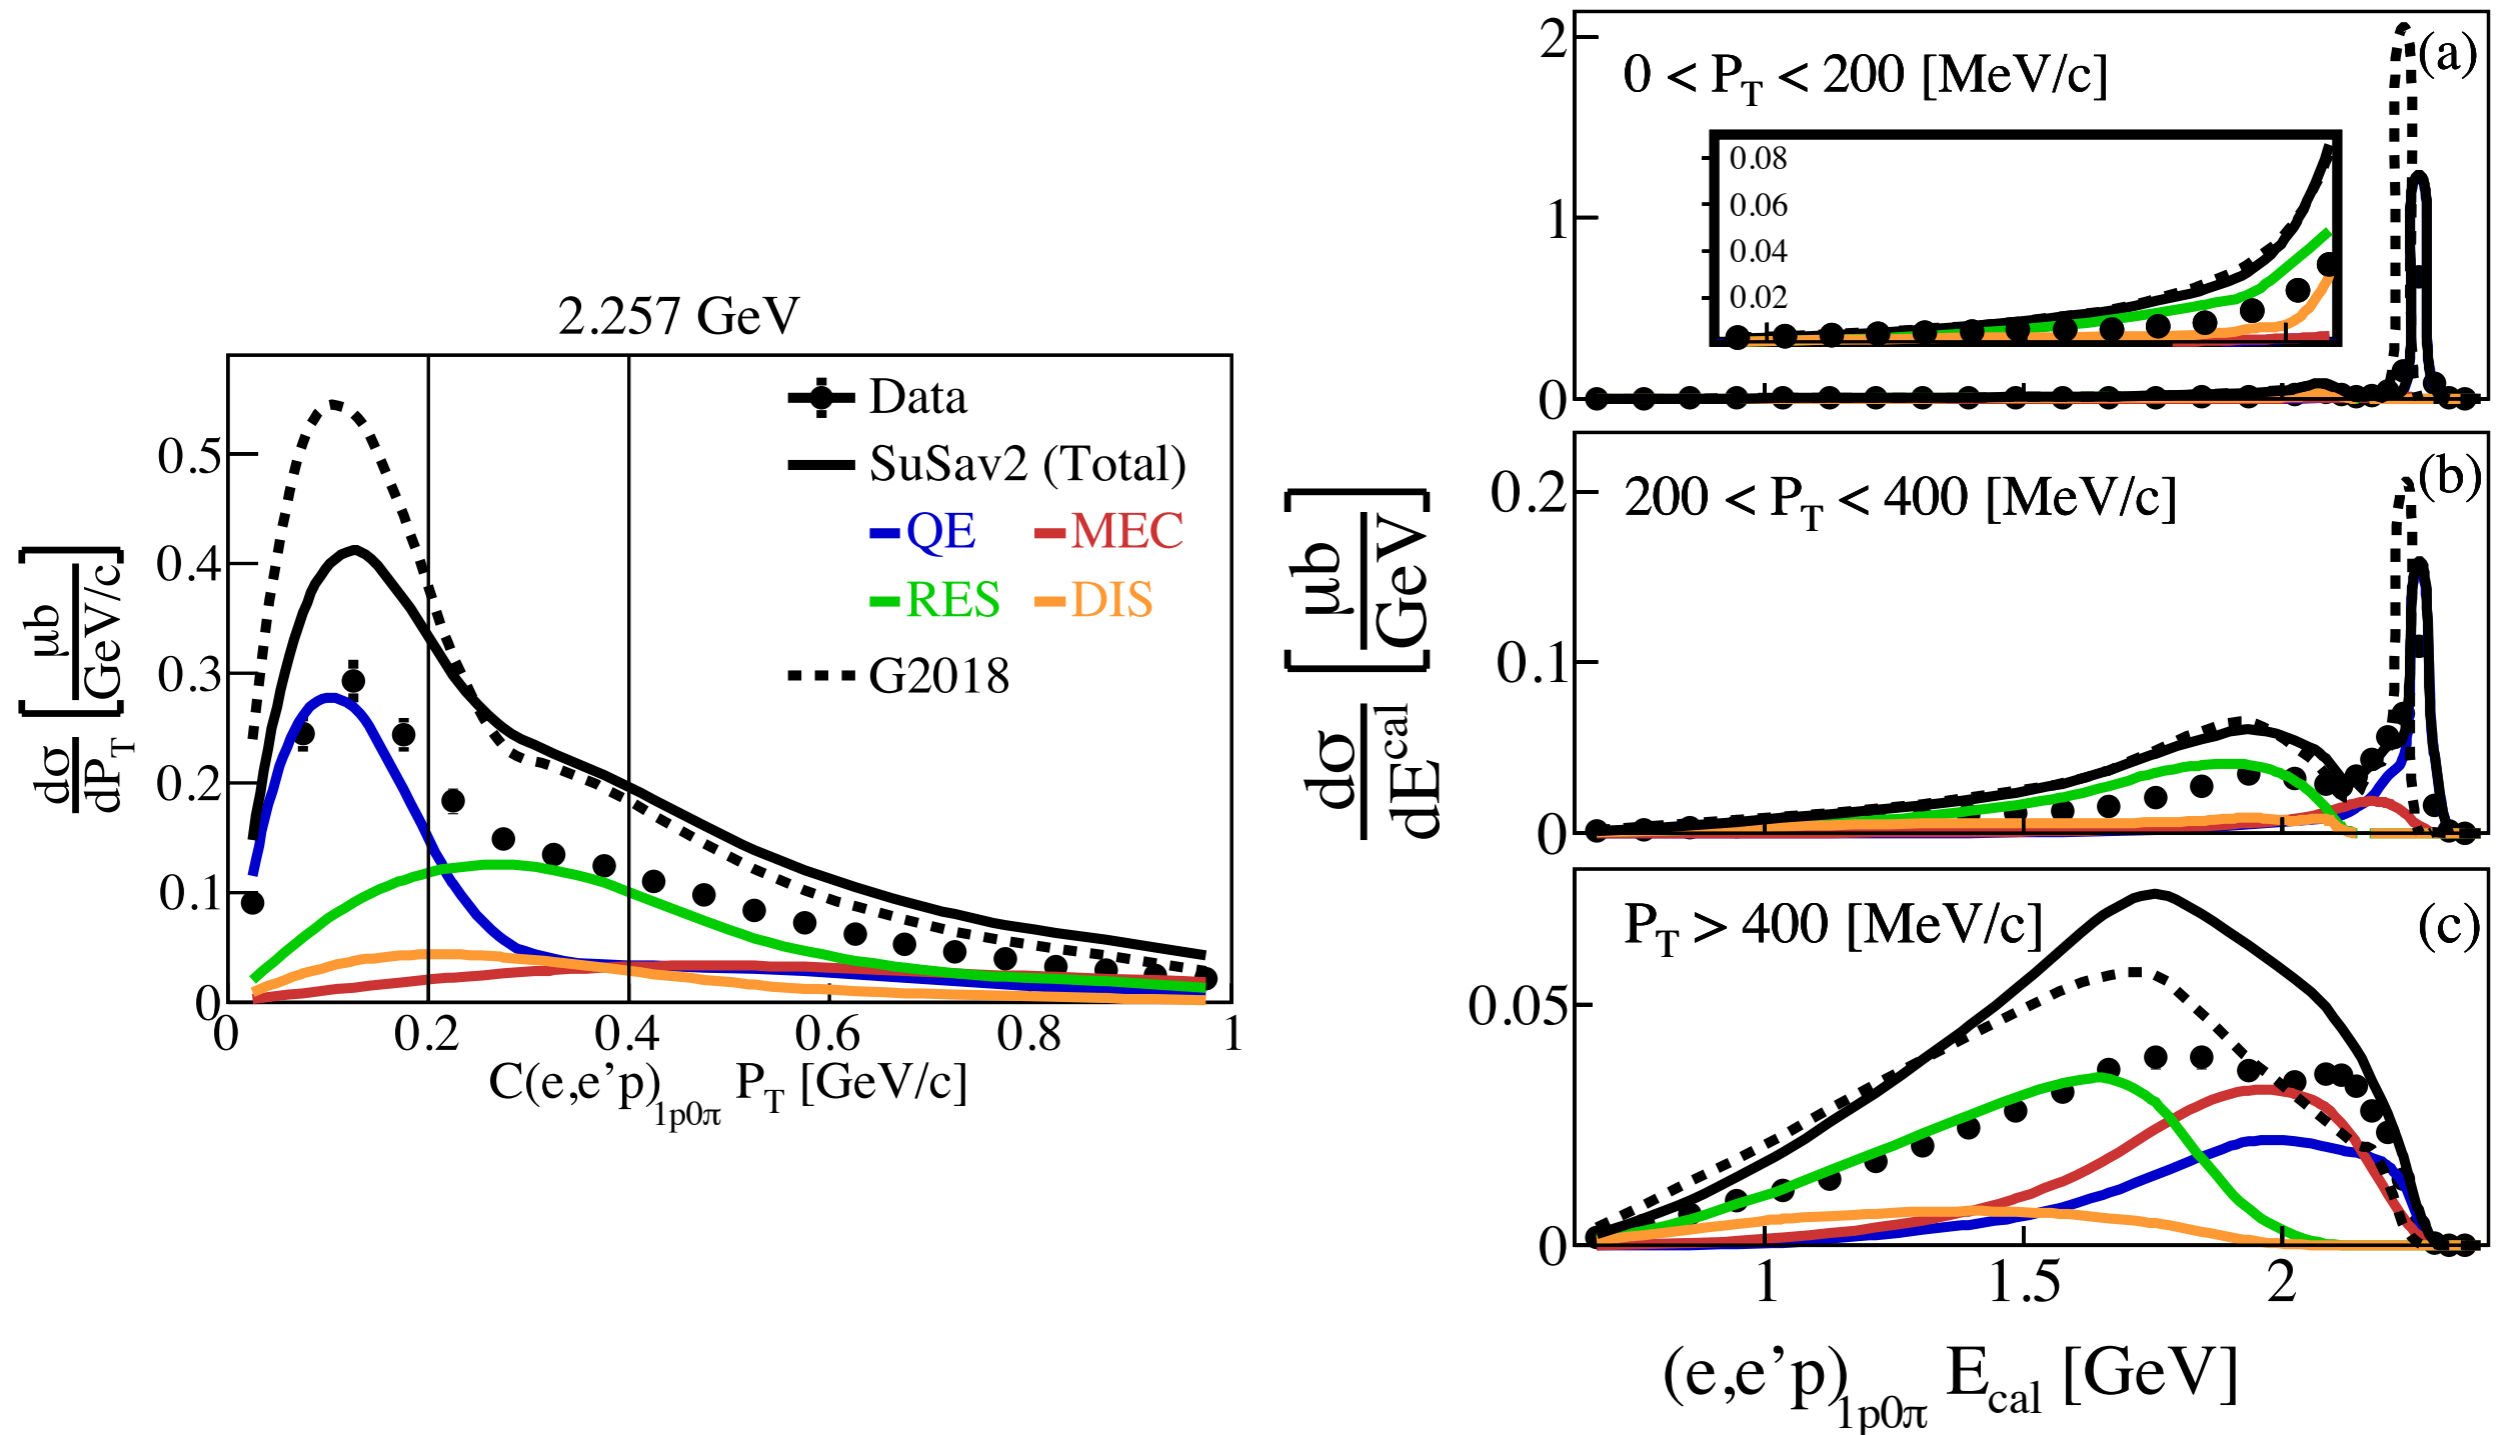 2.257 GeV
Data
SuSav2 (Total)
QE MEC
RES DIS
G2018
dσ/dP_T [μb/GeV/c]
0.5
0.4
0.3
0.2
0.1
0
0 0.2 0.4 0.6 0.8 1
C(e,e’p)_1p0π P_T [GeV/c]
dσ/dE^cal [μb/GeV]
(a)
0 < P_T < 200 [MeV/c]
2
1
0
0.08
0.06
0.04
0.02
(b)
200 < P_T < 400 [MeV/c]
0.2
0.1
0
(c)
P_T > 400 [MeV/c]
0.05
0
1 1.5 2
(e,e’p)_1p0π E_cal [GeV]